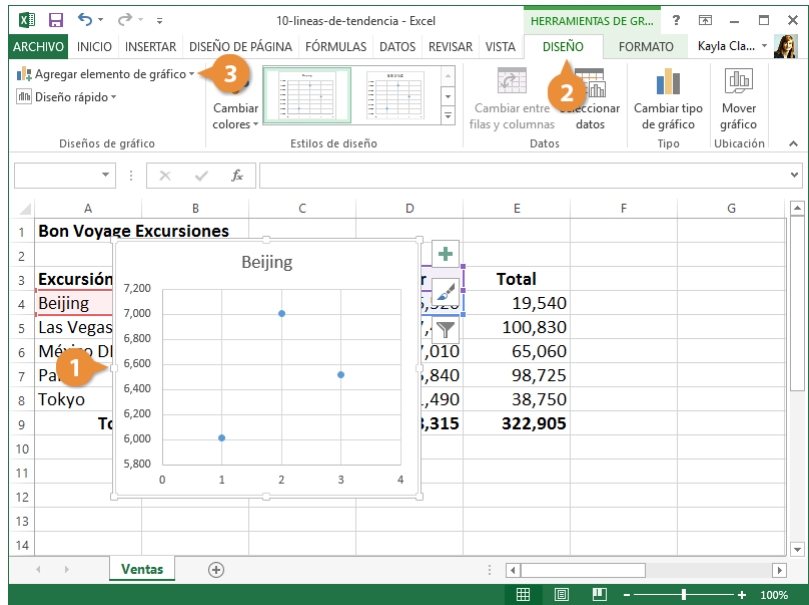 10-lineas-de-tendencia - Excel
HERRAMIENTAS DE GR...
ARCHIVO INICIO INSERTAR DISEÑO DE PÁGINA FÓRMULAS DATOS REVISAR VISTA DISEÑO FORMATO Kayla Cla...
Agregar elemento de gráfico
3
Diseño rápido
Cambiar
colores
2
Cambiar entre
filas y columnas
datos
Cambiar tipo
de gráfico
Mover
gráfico
Diseños de gráfico Estilos de diseño Datos Tipo Ubicación
fx
A B C D E F G
1 Bon Voyage Excursiones
2
3 Excursión r Total
4 Beijing 19,540
5 Las Vegas 100,830
6 México 7,010 65,060
7 5,840 98,725
8 Tokyo ,490 38,750
9 3,315 322,905
10
11
12
13
14
Beijing
7,200
7,000
6,800
6,600
6,400
6,200
6,000
5,800
0 1 2 3 4
1
Ventas
100%